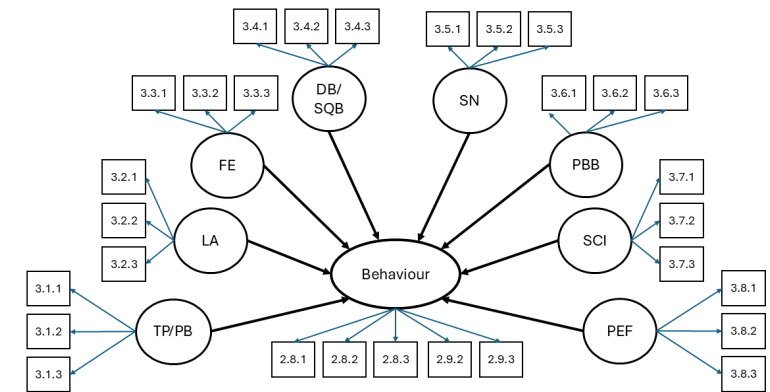 3.4.1 3.4.2 3.4.3
3.5.1 3.5.2 3.5.3
DB/
SQB
SN
3.3.1 3.3.2 3.3.3
3.6.1 3.6.2 3.6.3
FE
PBB
3.2.1
3.2.2
3.2.3
LA
SCI
3.7.1
3.7.2
3.7.3
Behaviour
3.1.1
3.1.2
3.1.3
TP/PB
PEF
3.8.1
3.8.2
3.8.3
2.8.1 2.8.2 2.8.3 2.9.2 2.9.3